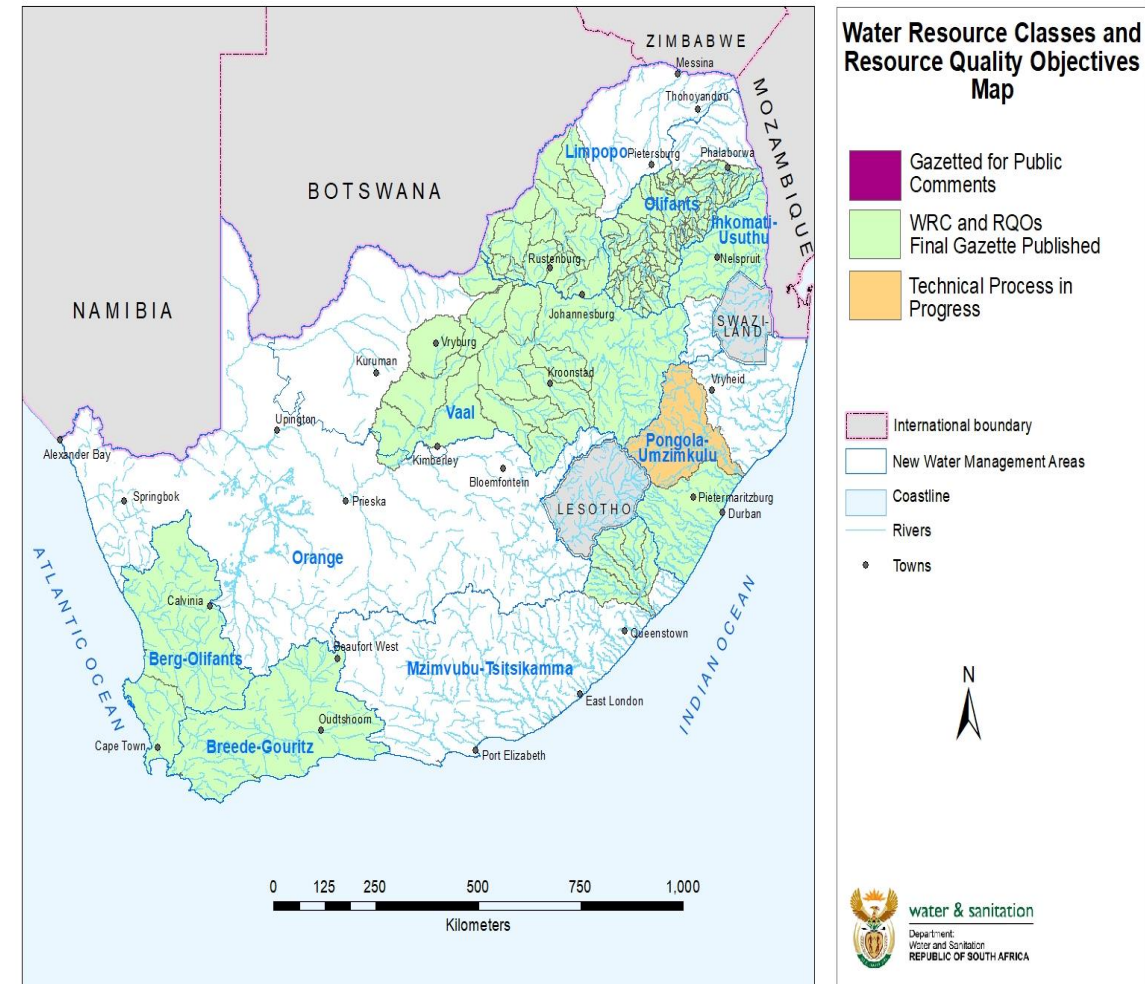 ZIMBABWE
Messina
Thohoyandou
MOZAMBIQUE
Limpopo
Pietersburg
Phalaborwa
BOTSWANA
Olifants
Inkomati-
Usuthu
Rustenburg
Nelspruit
NAMIBIA
Johannesburg
SWAZI-
LAND
Vryburg
Kuruman
Kroonstad
Vryheid
Vaal
Upington
Pongola-
Umzimkulu
Alexander Bay
Kimberley
Bloemfontein
Springbok
Prieska
Pietermaritzburg
LESOTHO
Durban
Orange
ATLANTIC OCEAN
Calvinia
INDIAN OCEAN
Queenstown
Beaufort West
Berg-Olifants
Mzimvubu-Tsitsikamma
East London
Oudtshoorn
Cape Town
Breede-Gouritz
Port Elizabeth
0 125 250 500 750 1,000
Kilometers
Water Resource Classes and
Resource Quality Objectives
Map
Gazetted for Public
Comments
WRC and RQOs
Final Gazette Published
Technical Process in
Progress
International boundary
New Water Management Areas
Coastline
Rivers
Towns
N
water & sanitation
Department:
Water and Sanitation
REPUBLIC OF SOUTH AFRICA